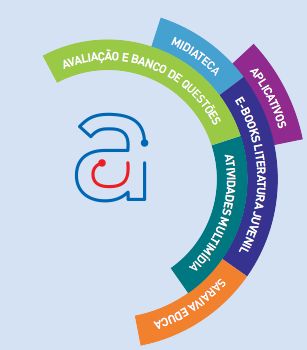 AVALIAÇÃO E BANCO DE QUESTÕES
MIDIATECA
APLICATIVOS
E-BOOKS LITERATURA JUVENIL
ATIVIDADES MULTIMÍDIA
SARAIVA EDUCA
a